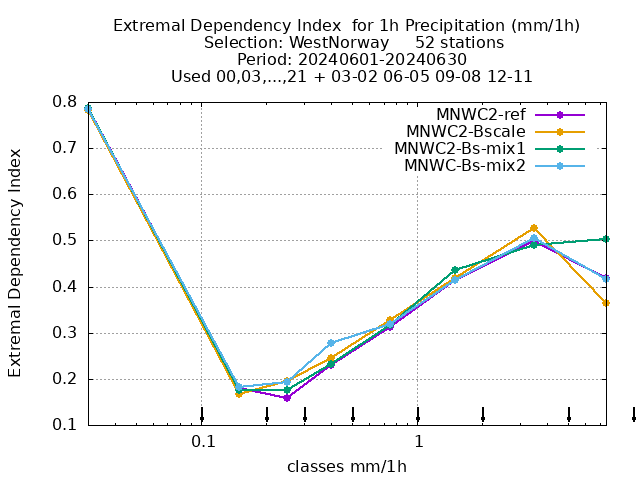 Extremal Dependency Index  for 1h Precipitation (mm/1h)
Selection: WestNorway     52 stations
Period: 20240601-20240630
Used 00,03,...,21 + 03-02 06-05 09-08 12-11
MNWC2-ref
MNWC2-Bscale
MNWC2-Bs-mix1
MNWC-Bs-mix2
Extremal Dependency Index
0.8
0.7
0.6
0.5
0.4
0.3
0.2
0.1
0.1 1
classes mm/1h